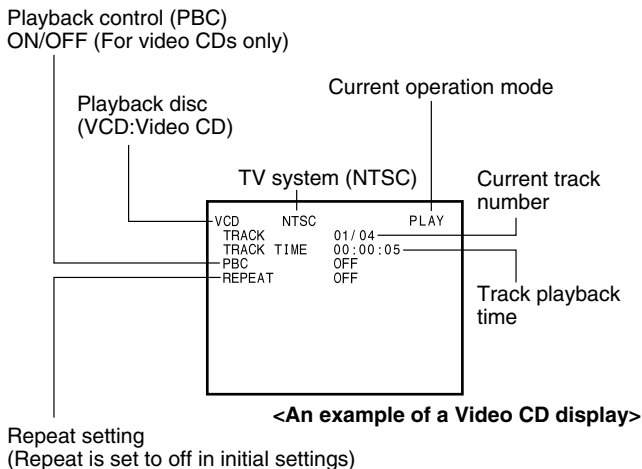 Playback control (PBC)
ON/OFF (For video CDs only)
Current operation mode
Playback disc
(VCD:Video CD)
TV system (NTSC)
Current track
number
VCD NTSC PLAY
TRACK 01/04
TRACK TIME 00:00:05
PBC OFF
REPEAT OFF
Track playback
time
<An example of a Video CD display>
Repeat setting
(Repeat is set to off in initial settings)